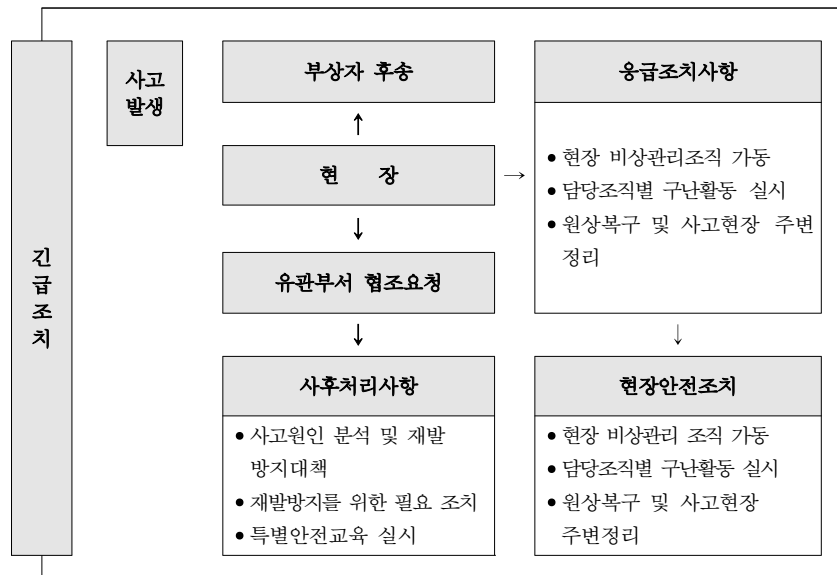 긴
급
조
치
사고
발생
부상자 후송
↑
현 장
→
↓
유관부서 협조요청
↓
사후처리사항
• 사고원인 분석 및 재발
방지대책
• 재발방지를 위한 필요 조치
• 특별안전교육 실시
응급조치사항
• 현장 비상관리조직 가동
• 담당조직별 구난활동 실시
• 원상복구 및 사고현장 주변
정리
↓
현장안전조치
• 현장 비상관리 조직 가동
• 담당조직별 구난활동 실시
• 원상복구 및 사고현장
주변정리